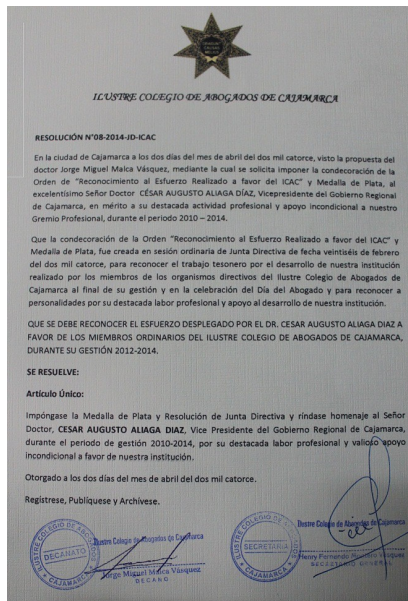 ILUSTRE COLEGIO DE ABOGADOS DE CAJAMARCA
RESOLUCIÓN N°08-2014-JD-ICAC
En la ciudad de Cajamarca a los dos días del mes de abril del dos mil catorce, visto la propuesta del
doctor Jorge Miguel Malca Vásquez, mediante la cual se solicita imponer la condecoración de la
Orden de "Reconocimiento al Esfuerzo Realizado a favor del ICAC" y Medalla de Plata, al
excelentísimo Señor Doctor CÉSAR AUGUSTO ALIAGA DÍAZ, Vicepresidente del Gobierno Regional
de Cajamarca, en mérito a su destacada actividad profesional y apoyo incondicional a nuestro
Gremio Profesional, durante el periodo 2010 – 2014.
Que la condecoración de la Orden "Reconocimiento al Esfuerzo Realizado a favor del ICAC" y
Medalla de Plata, fue creada en sesión ordinaria de Junta Directiva de fecha veintiséis de febrero
del dos mil catorce, para reconocer el trabajo tesonero por el desarrollo de nuestra institución
realizado por los miembros de los organismos directivos del Ilustre Colegio de Abogados de
Cajamarca al final de su gestión y en la celebración del Día del Abogado y para reconocer a
personalidades por su destacada labor profesional y apoyo al desarrollo de nuestra institución.
QUE SE DEBE RECONOCER EL ESFUERZO DESPLEGADO POR EL DR. CESAR AUGUSTO ALIAGA DIAZ A
FAVOR DE LOS MIEMBROS ORDINARIOS DEL ILUSTRE COLEGIO DE ABOGADOS DE CAJAMARCA,
DURANTE SU GESTIÓN 2012-2014.
SE RESUELVE:
Artículo Único:
Impóngase la Medalla de Plata y Resolución de Junta Directiva y ríndase homenaje al Señor
Doctor, CESAR AUGUSTO ALIAGA DIAZ, Vice Presidente del Gobierno Regional de Cajamarca,
durante el periodo de gestión 2010-2014, por su destacada labor profesional y valioso apoyo
incondicional a favor de nuestra institución.
Otorgado a los dos días del mes de abril del dos mil catorce.
Regístrese, Publíquese y Archívese.
ILUSTRE COLEGIO DE ABOGADOS
DECANATO
CAJAMARCA
Ilustre Colegio de Abogados de Cajamarca
Jorge Miguel Malca Vásquez
DECANO
ILUSTRE COLEGIO DE ABOGADOS
SECRETARIA
CAJAMARCA
Ilustre Colegio de Abogados de Cajamarca
Henry Fernando Vásquez
SECRETARIO GENERAL